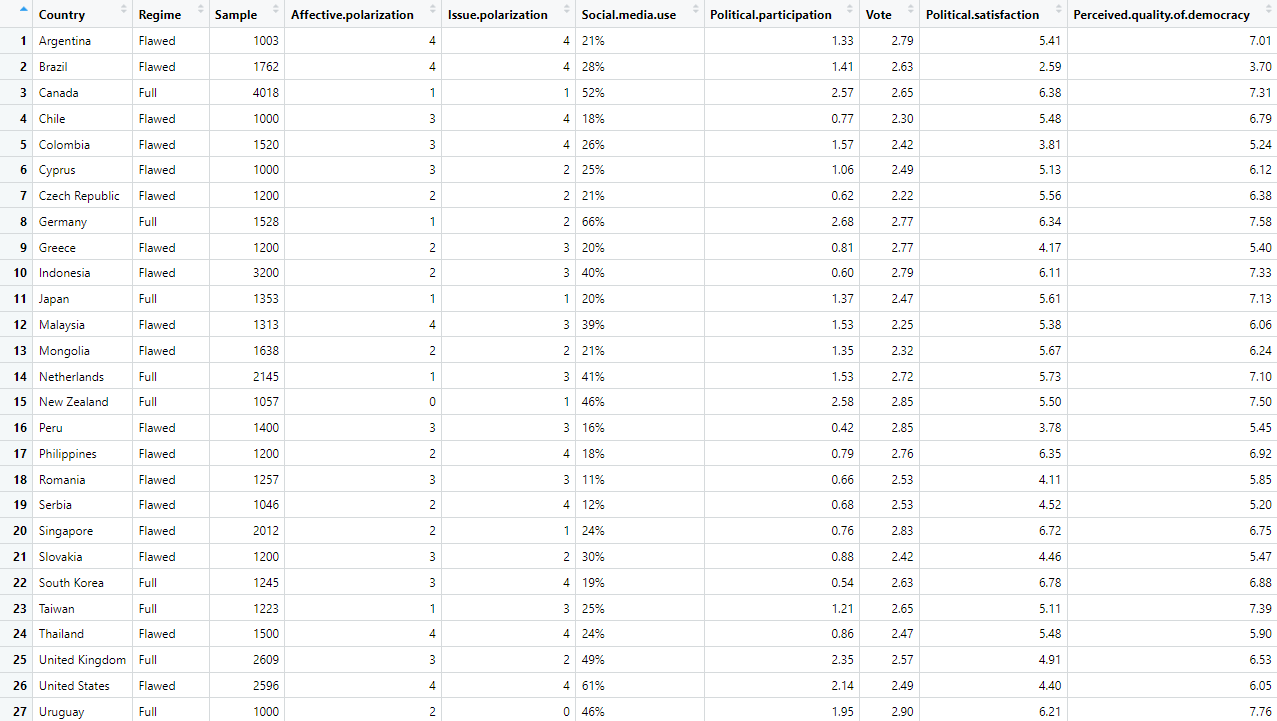 Country Regime Sample Affective.polarization Issue.polarization Social.media.use Political.participation Vote Political.satisfaction Perceived.quality.of.democracy
1 Argentina Flawed 1003 4 4 21% 1.33 2.79 5.41 7.01
2 Brazil Flawed 1762 4 4 28% 1.41 2.63 2.59 3.70
3 Canada Full 4018 1 1 52% 2.57 2.65 6.38 7.31
4 Chile Flawed 1000 3 4 18% 0.77 2.30 5.48 6.79
5 Colombia Flawed 1520 3 4 26% 1.57 2.42 3.81 5.24
6 Cyprus Flawed 1000 3 2 25% 1.06 2.49 5.13 6.12
7 Czech Republic Flawed 1200 2 2 21% 0.62 2.22 5.56 6.38
8 Germany Full 1528 1 2 66% 2.68 2.77 6.34 7.58
9 Greece Flawed 1200 2 3 20% 0.81 2.77 4.17 5.40
10 Indonesia Flawed 3200 2 3 40% 0.60 2.79 6.11 7.33
11 Japan Full 1353 1 1 20% 1.37 2.47 5.61 7.13
12 Malaysia Flawed 1313 4 3 39% 1.53 2.25 5.38 6.06
13 Mongolia Flawed 1638 2 2 21% 1.35 2.32 5.67 6.24
14 Netherlands Full 2145 1 3 41% 1.53 2.72 5.73 7.10
15 New Zealand Full 1057 0 1 46% 2.58 2.85 5.50 7.50
16 Peru Flawed 1400 3 3 16% 0.42 2.85 3.78 5.45
17 Philippines Flawed 1200 2 4 18% 0.79 2.76 6.35 6.92
18 Romania Flawed 1257 3 3 11% 0.66 2.53 4.11 5.85
19 Serbia Flawed 1046 2 4 12% 0.68 2.53 4.52 5.20
20 Singapore Flawed 2012 2 1 24% 0.76 2.83 6.72 6.75
21 Slovakia Flawed 1200 3 2 30% 0.88 2.42 4.46 5.47
22 South Korea Full 1245 3 4 19% 0.54 2.63 6.78 6.88
23 Taiwan Full 1223 1 3 25% 1.21 2.65 5.11 7.39
24 Thailand Flawed 1500 4 4 24% 0.86 2.47 5.48 5.90
25 United Kingdom Full 2609 3 2 49% 2.35 2.57 4.91 6.53
26 United States Flawed 2596 4 4 61% 2.14 2.49 4.40 6.05
27 Uruguay Full 1000 2 0 46% 1.95 2.90 6.21 7.76